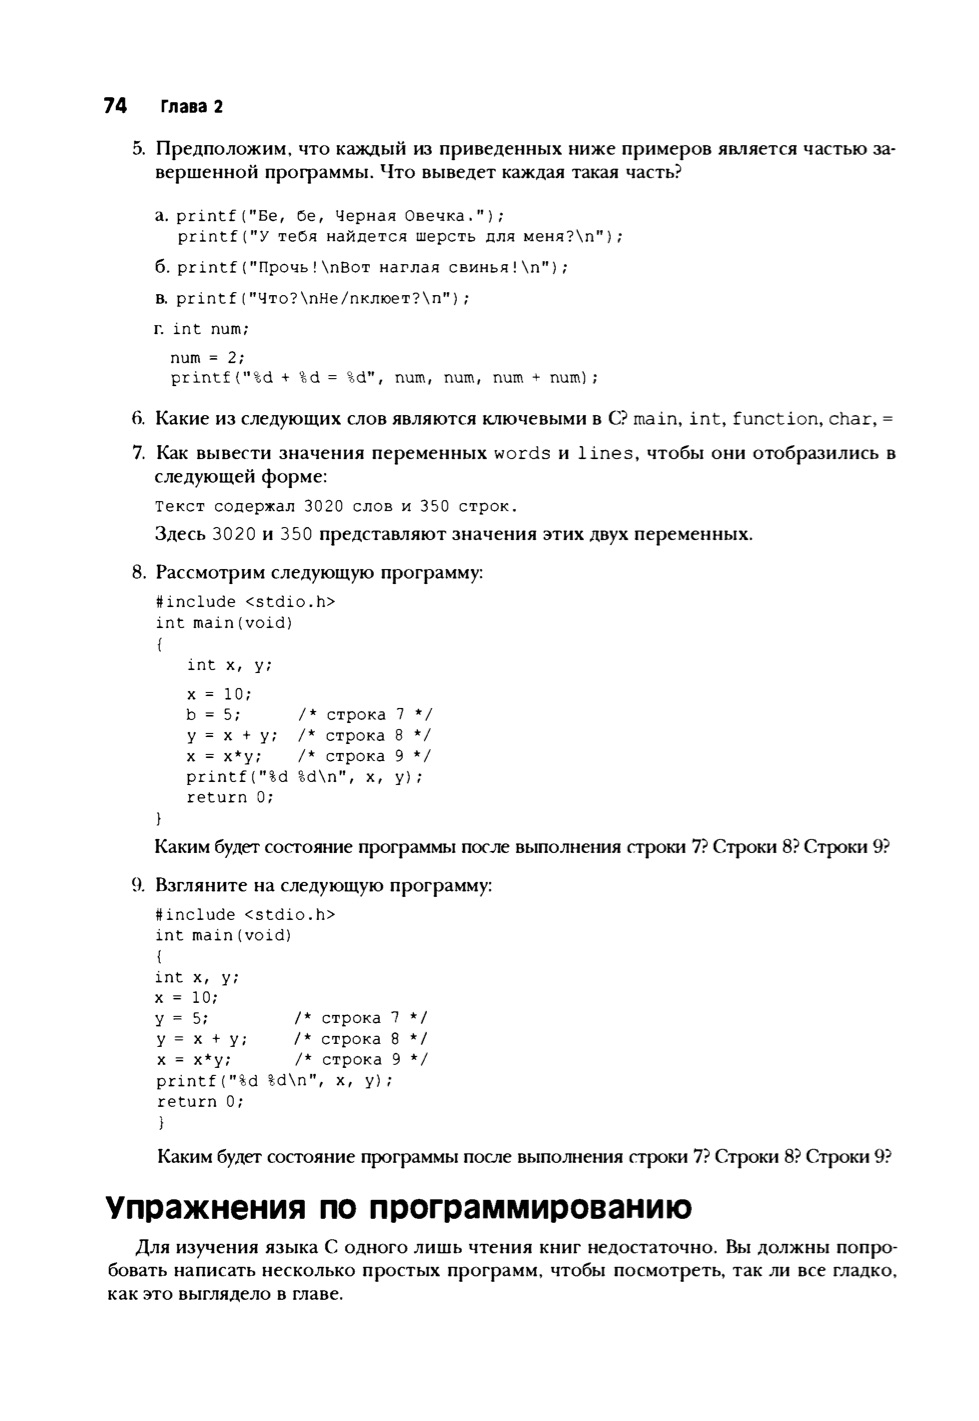 74 Глава 2
5. Предположим, что каждый из приведенных ниже примеров является частью за-
вершенной программы. Что выведет каждая такая часть?
а. printf("Бе, бе, Черная Овечка.");
printf("У тебя найдется шерсть для меня?\n");
б. printf("Прочь!\nВот наглая свинья!\n");
в. printf("Что?\nНе/nклюет?\n");
г. int num;
num = 2;
printf("%d + %d = %d", num, num, num + num);
6. Какие из следующих слов являются ключевыми в С? main, int, function, char, =
7. Как вывести значения переменных words и lines, чтобы они отобразились в
следующей форме:
Текст содержал 3020 слов и 350 строк.
Здесь 3020 и 350 представляют значения этих двух переменных.
8. Рассмотрим следующую программу:
#include <stdio.h>
int main(void)
{
int x, y;
x = 10;
b = 5; /* строка 7 */
y = x + y; /* строка 8 */
x = x*y; /* строка 9 */
printf("%d %d\n", x, y);
return 0;
}
Каким будет состояние программы после выполнения строки 7? Строки 8? Строки 9?
9. Взгляните на следующую программу:
#include <stdio.h>
int main(void)
{
int x, y;
x = 10;
y = 5; /* строка 7 */
y = x + y; /* строка 8 */
x = x*y; /* строка 9 */
printf("%d %d\n", x, y);
return 0;
}
Каким будет состояние программы после выполнения строки 7? Строки 8? Строки 9?
Упражнения по программированию
Для изучения языка С одного лишь чтения книг недостаточно. Вы должны попро-
бовать написать несколько простых программ, чтобы посмотреть, так ли все гладко,
как это выглядело в главе.